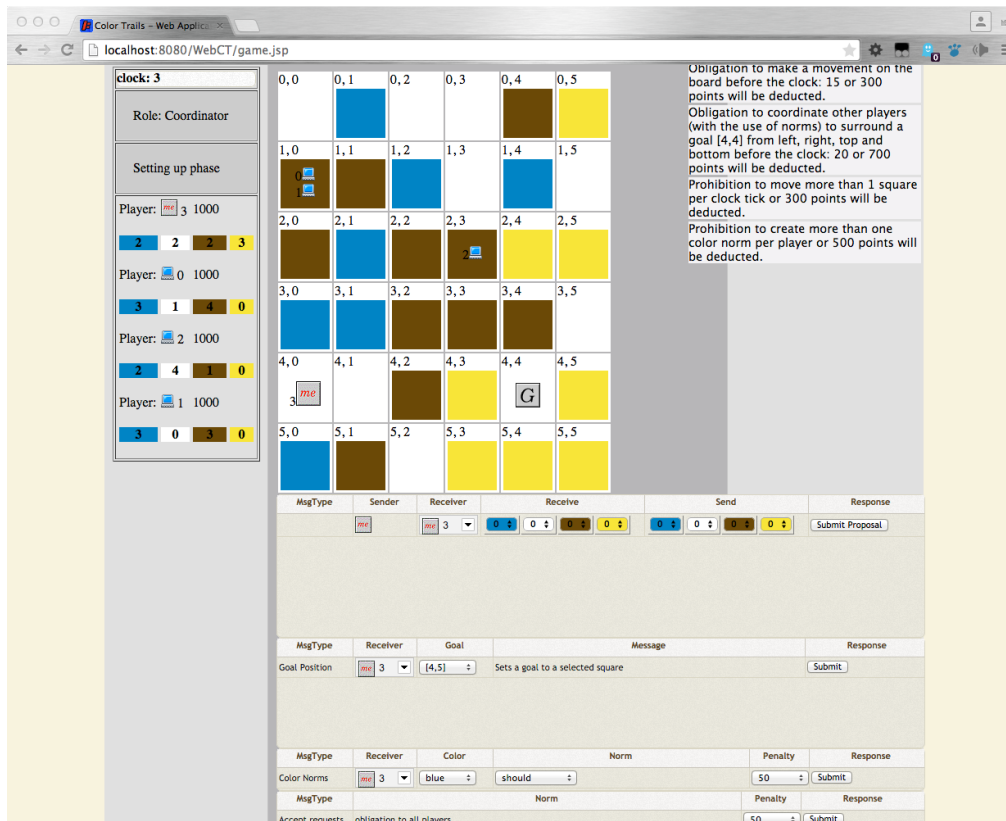 Color Trails – Web Applica
localhost:8080/WebCT/game.jsp
clock: 3
Role: Coordinator
Setting up phase
Player: me 3 1000
2 2 2 3
Player: 0 1000
3 1 4 0
Player: 2 1000
2 4 1 0
Player: 1 1000
3 0 3 0
0,0 0,1 0,2 0,3 0,4 0,5
1,0 1,1 1,2 1,3 1,4 1,5
0
1
2,0 2,1 2,2 2,3 2,4 2,5
2
3,0 3,1 3,2 3,3 3,4 3,5
4,0 4,1 4,2 4,3 4,4 4,5
3 me G
5,0 5,1 5,2 5,3 5,4 5,5
Obligation to make a movement on the
board before the clock: 15 or 300
points will be deducted.
Obligation to coordinate other players
(with the use of norms) to surround a
goal [4,4] from left, right, top and
bottom before the clock: 20 or 700
points will be deducted.
Prohibition to move more than 1 square
per clock tick or 300 points will be
deducted.
Prohibition to create more than one
color norm per player or 500 points will
be deducted.
MsgType Sender Receiver Receive Send Response
me me 3 0 0 0 0 0 0 0 0 Submit Proposal
MsgType Receiver Goal Message Response
Goal Position me 3 [4,5] Sets a goal to a selected square Submit
MsgType Receiver Color Norm Penalty Response
Color Norms me 3 blue should 50 Submit
MsgType Norm Penalty Response
Accept requests obligation to all players 50 Submit